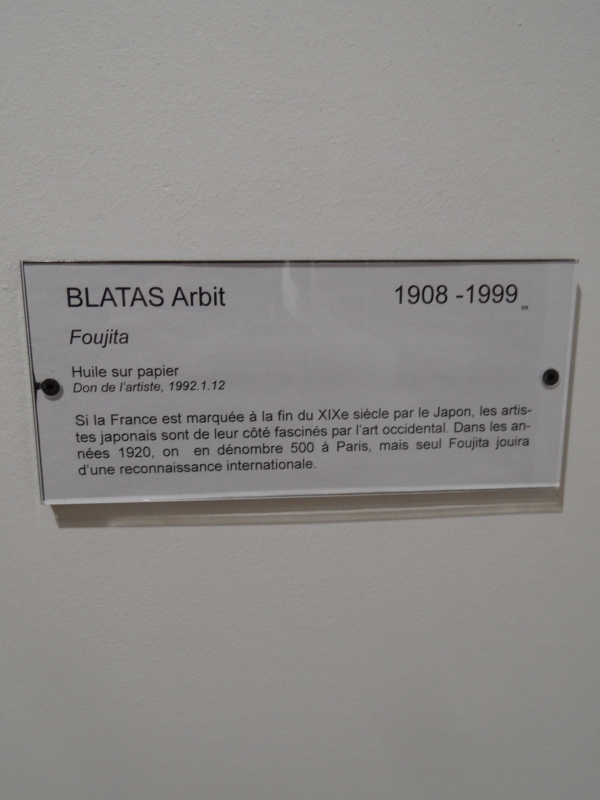 BLATAS Arbit 1908 -1999
Foujita
Huile sur papier
Don de l'artiste, 1992.1.12
Si la France est marquée à la fin du XIXe siècle par le Japon, les artis-
tes japonais sont de leur côté fascinés par l'art occidental. Dans les an-
nées 1920, on en dénombre 500 à Paris, mais seul Foujita jouira
d'une reconnaissance internationale.